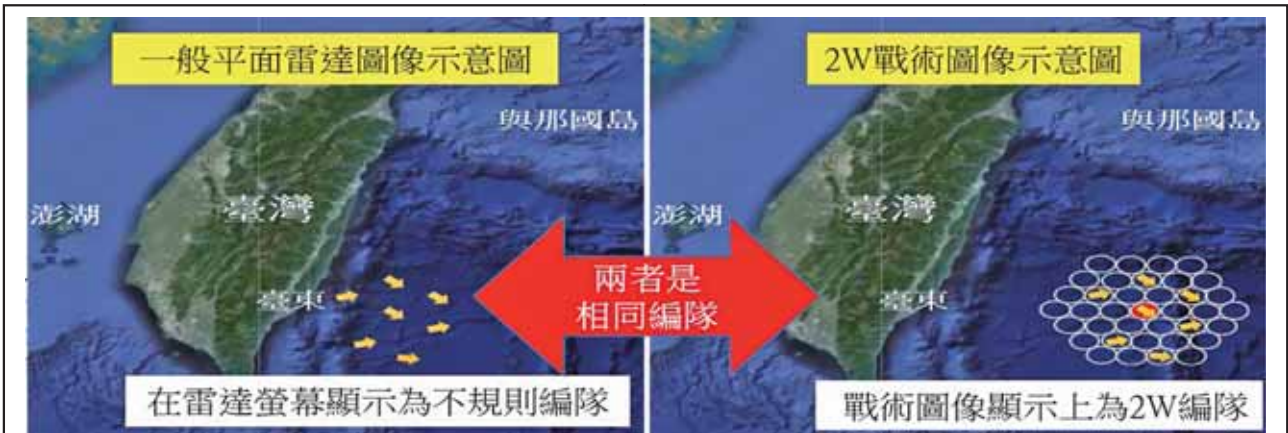 一般平面雷達圖像示意圖
與那國島
澎湖
臺灣
臺東
在雷達螢幕顯示為不規則編隊
兩者是
相同編隊
2W戰術圖像示意圖
與那國島
澎湖
臺灣
臺東
戰術圖像顯示上為2W編隊